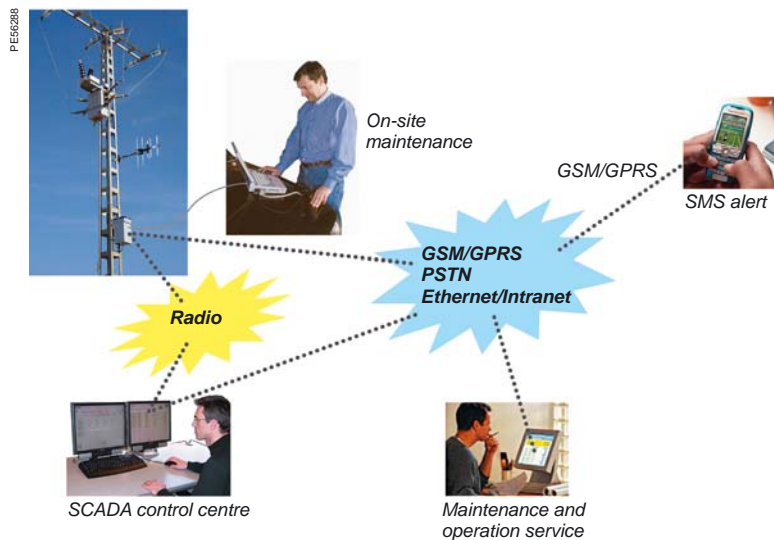 PE56288
On-site
maintenance
GSM/GPRS
SMS alert
GSM/GPRS
PSTN
Ethernet/Intranet
Radio
SCADA control centre
Maintenance and
operation service